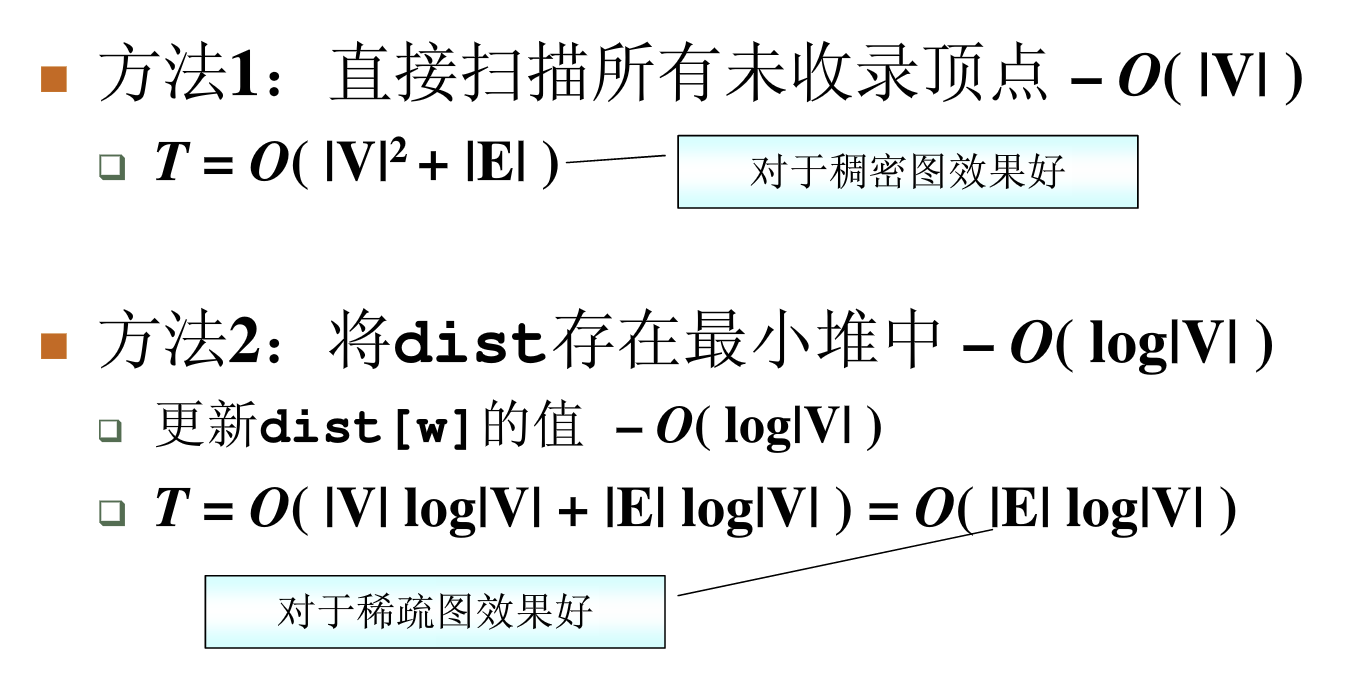 方法1：直接扫描所有未收录顶点 – O( |V| )
T = O( |V|² + |E| )
对于稠密图效果好
方法2：将dist存在最小堆中 – O( log|V| )
更新dist[w]的值 – O( log|V| )
T = O( |V| log|V| + |E| log|V| ) = O( |E| log|V| )
对于稀疏图效果好